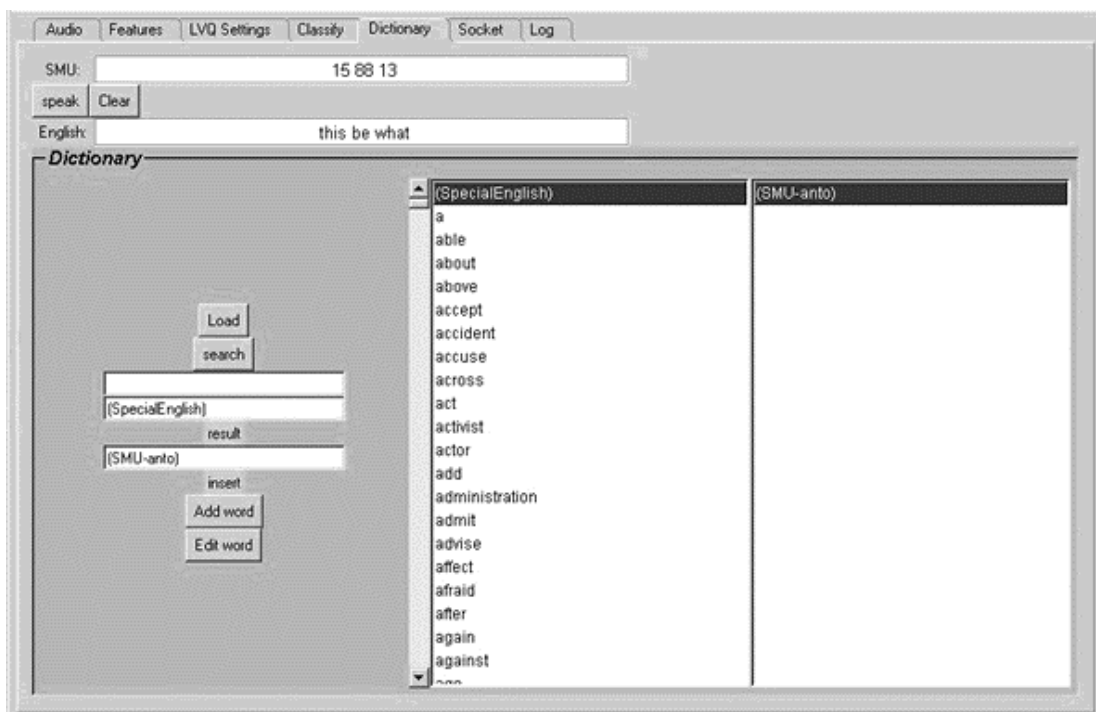 Audio Features LVQ Settings Classify Dictionary Socket Log
SMU: 15 88 13
speak Clear
English: this be what
Dictionary
Load
search
(SpecialEnglish)
result
(SMU-anto)
insert
Add word
Edit word
(SpecialEnglish) (SMU-anto)
a
able
about
above
accept
accident
accuse
across
act
activist
actor
add
administration
admit
advise
affect
afraid
after
again
against